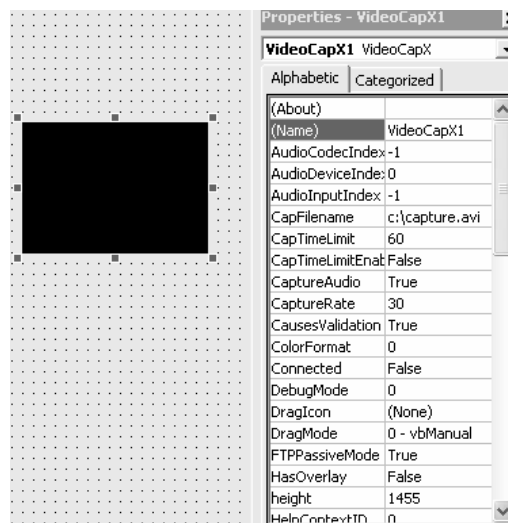 Properties - VideoCapX1
VideoCapX1 VideoCapX
Alphabetic Categorized
(About)
(Name) VideoCapX1
AudioCodecIndex -1
AudioDeviceInde 0
AudioInputIndex -1
CapFilename c:\capture.avi
CapTimeLimit 60
CapTimeLimitEnat False
CaptureAudio True
CaptureRate 30
CausesValidation True
ColorFormat 0
Connected False
DebugMode 0
DragIcon (None)
DragMode 0 - vbManual
FTPPassiveMode True
HasOverlay False
height 1455
HelpContextID 0